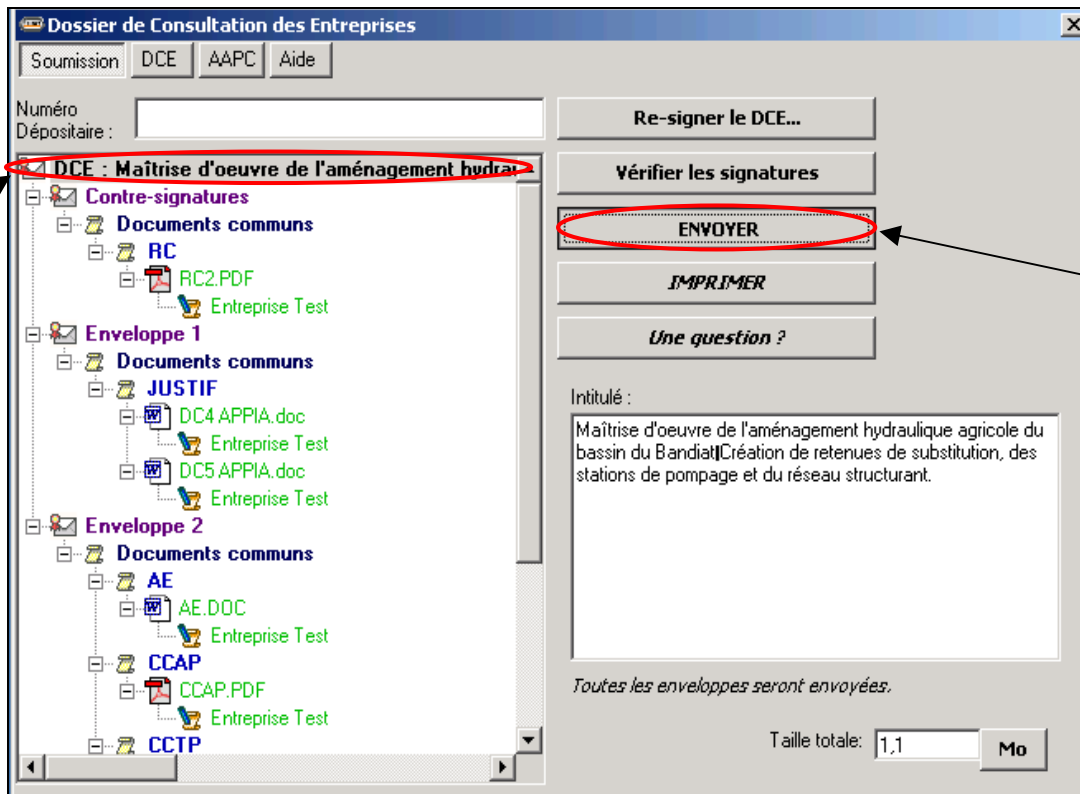 Dossier de Consultation des Entreprises
Soumission DCE AAPC Aide
Numéro
Dépositaire :
DCE : Maîtrise d'oeuvre de l'aménagement hydrau
Contre-signatures
Documents communs
RC
RC2.PDF
Entreprise Test
Enveloppe 1
Documents communs
JUSTIF
DC4 APPIA.doc
Entreprise Test
DC5 APPIA.doc
Entreprise Test
Enveloppe 2
Documents communs
AE
AE.DOC
Entreprise Test
CCAP
CCAP.PDF
Entreprise Test
CCTP
Re-signer le DCE...
Vérifier les signatures
ENVOYER
IMPRIMER
Une question ?
Intitulé :
Maîtrise d'oeuvre de l'aménagement hydraulique agricole du
bassin du Bandiat|Création de retenues de substitution, des
stations de pompage et du réseau structurant.
Toutes les enveloppes seront envoyées.
Taille totale: 1,1 Mo